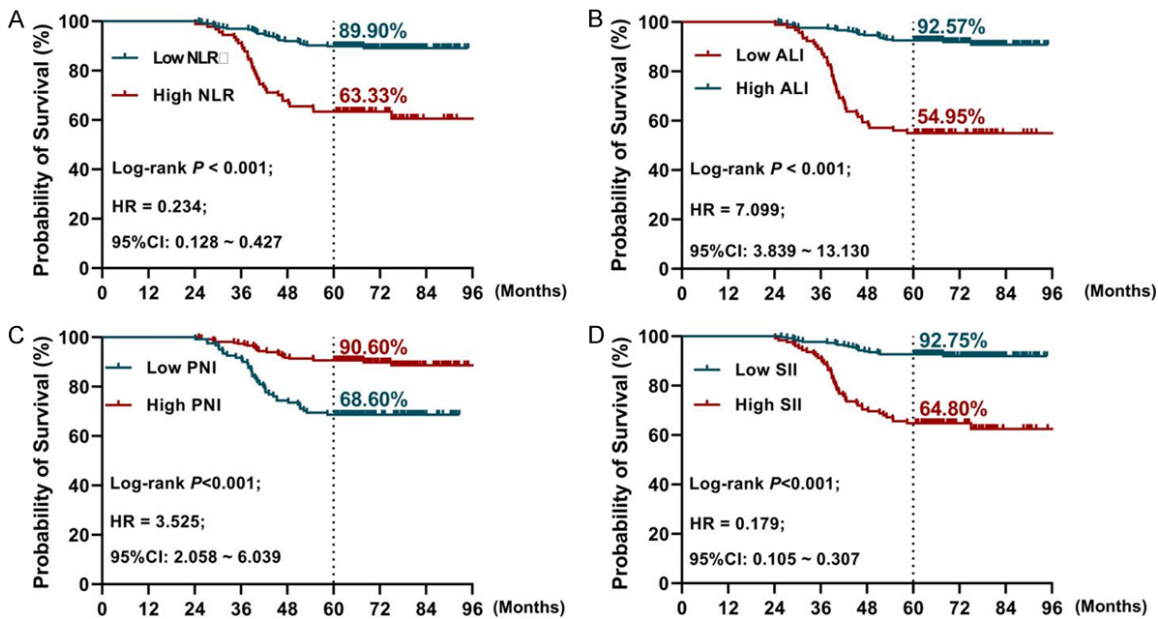 A
Probability of Survival (%)
100
80
60
40
20
0
Low NLR□
High NLR
89.90%
63.33%
Log-rank P < 0.001;
HR = 0.234;
95%CI: 0.128 ~ 0.427
0 12 24 36 48 60 72 84 96 (Months)
B
Probability of Survival (%)
100
80
60
40
20
0
Low ALI
High ALI
92.57%
54.95%
Log-rank P < 0.001;
HR = 7.099;
95%CI: 3.839 ~ 13.130
0 12 24 36 48 60 72 84 96 (Months)
C
Probability of Survival (%)
100
80
60
40
20
0
Low PNI
High PNI
90.60%
68.60%
Log-rank P<0.001;
HR = 3.525;
95%CI: 2.058 ~ 6.039
0 12 24 36 48 60 72 84 96 (Months)
D
Probability of Survival (%)
100
80
60
40
20
0
Low SII
High SII
92.75%
64.80%
Log-rank P<0.001;
HR = 0.179;
95%CI: 0.105 ~ 0.307
0 12 24 36 48 60 72 84 96 (Months)